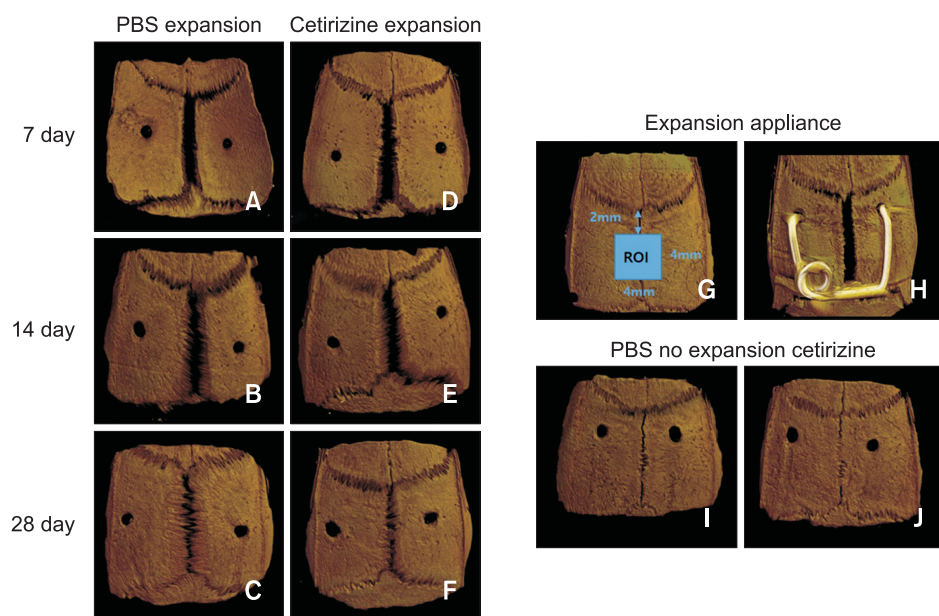 PBS expansion
Cetirizine expansion
7 day
A
D
14 day
B
E
28 day
C
F
Expansion appliance
2mm
ROI
4mm
4mm
G
H
PBS no expansion cetirizine
I
J